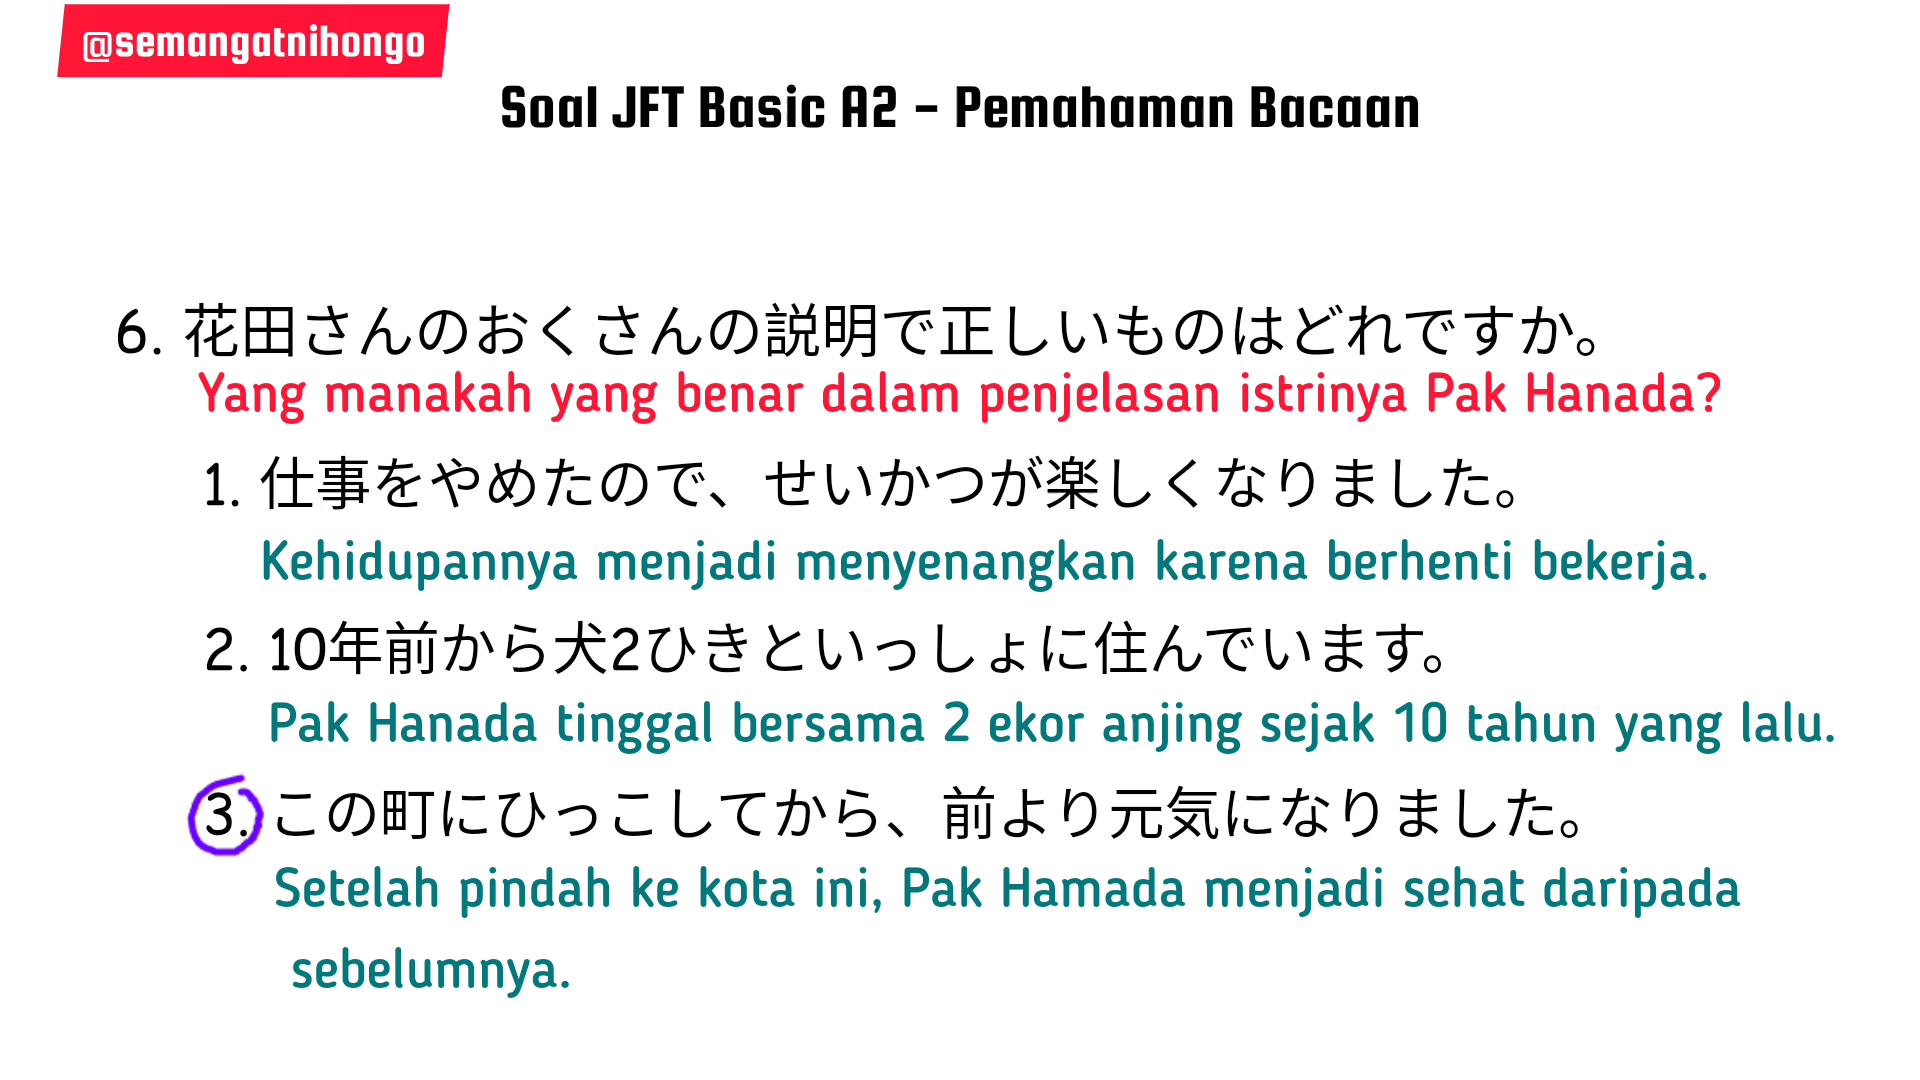 @semangatnihongo
Soal JFT Basic A2 - Pemahaman Bacaan
6. 花田さんのおくさんの説明で正しいものはどれですか。
Yang manakah yang benar dalam penjelasan istrinya Pak Hanada?
1. 仕事をやめたので、せいかつが楽しくなりました。
Kehidupannya menjadi menyenangkan karena berhenti bekerja.
2. 10年前から犬2ひきといっしょに住んでいます。
Pak Hanada tinggal bersama 2 ekor anjing sejak 10 tahun yang lalu.
3. この町にひっこしてから、前より元気になりました。
Setelah pindah ke kota ini, Pak Hamada menjadi sehat daripada
sebelumnya.